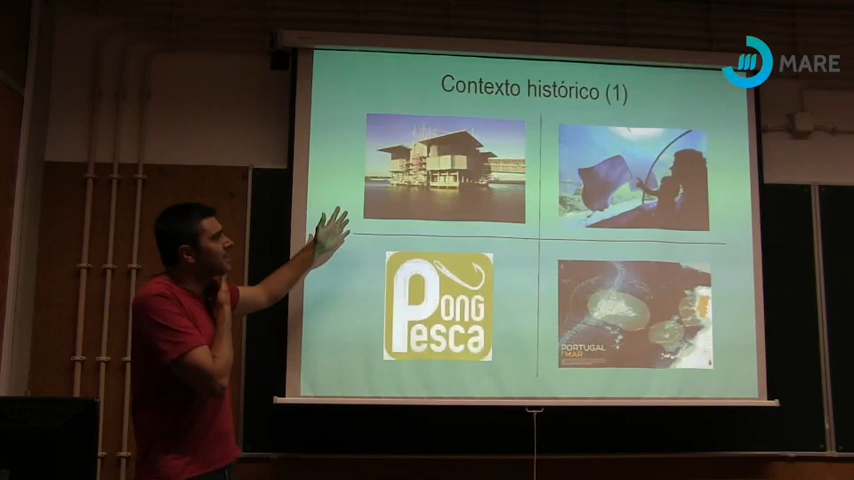 MARE
Contexto histórico (1)
PONG
Pesca
PORTUGAL
É MAR